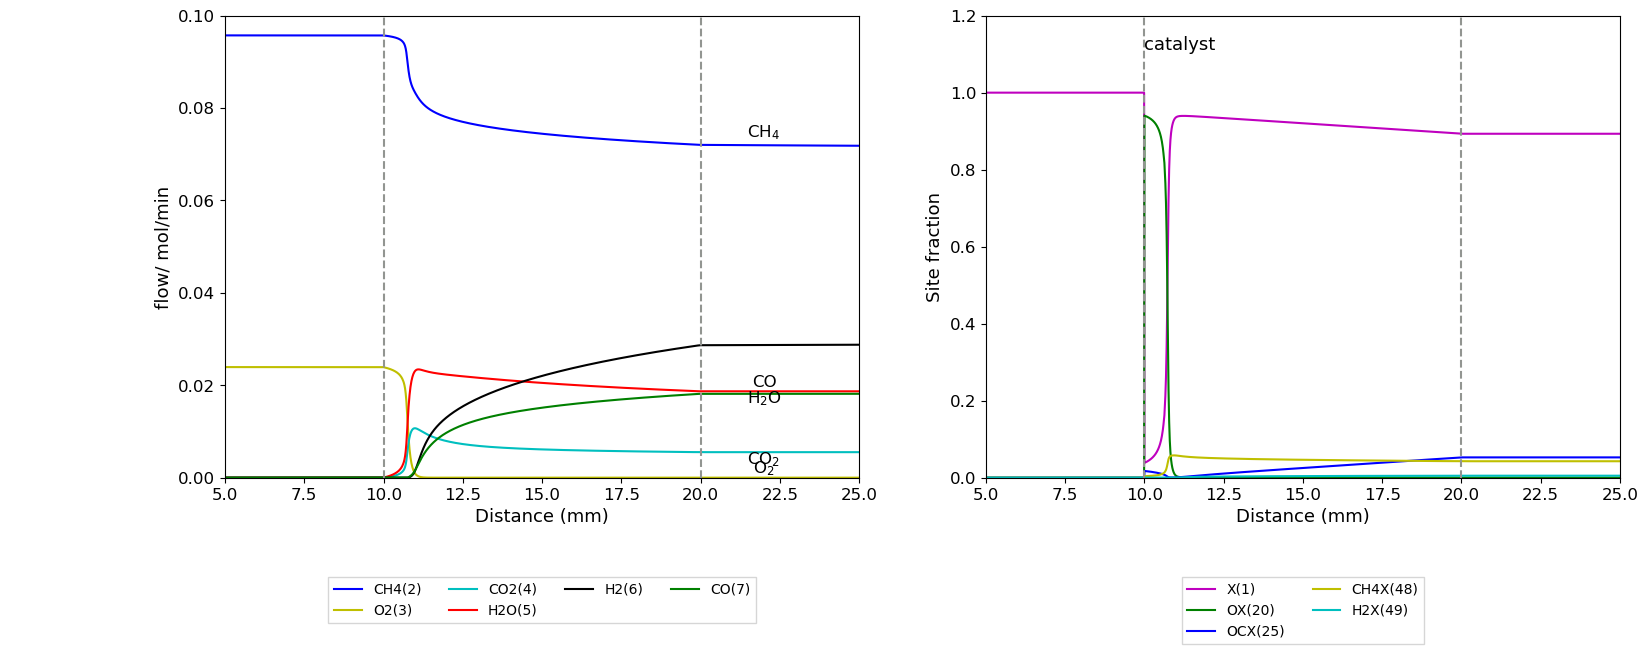 0.10
0.08
0.06
0.04
0.02
0.00
flow/ mol/min
CH₄
CO
H₂O
CO₂
O₂
5.0 7.5 10.0 12.5 15.0 17.5 20.0 22.5 25.0
Distance (mm)
CH4(2) CO2(4) H2(6) CO(7)
O2(3) H2O(5)
1.2
1.0
0.8
0.6
0.4
0.2
0.0
Site fraction
catalyst
5.0 7.5 10.0 12.5 15.0 17.5 20.0 22.5 25.0
Distance (mm)
X(1) CH4X(48)
OX(20) H2X(49)
OCX(25)